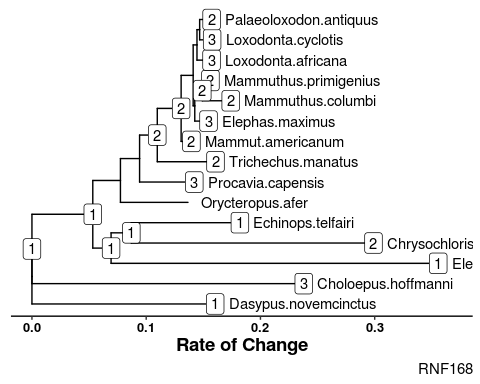 2 Palaeoloxodon.antiquus
3 Loxodonta.cyclotis
3 Loxodonta.africana
Mammuthus.primigenius
2
2 Mammuthus.columbi
2
3 Elephas.maximus
2
2 Mammut.americanum
2 Trichechus.manatus
3 Procavia.capensis
Orycteropus.afer
1
1 Echinops.telfairi
1
2 Chrysochloris
1
1
1 Ele
3 Choloepus.hoffmanni
1 Dasypus.novemcinctus
0.0 0.1 0.2 0.3
Rate of Change
RNF168